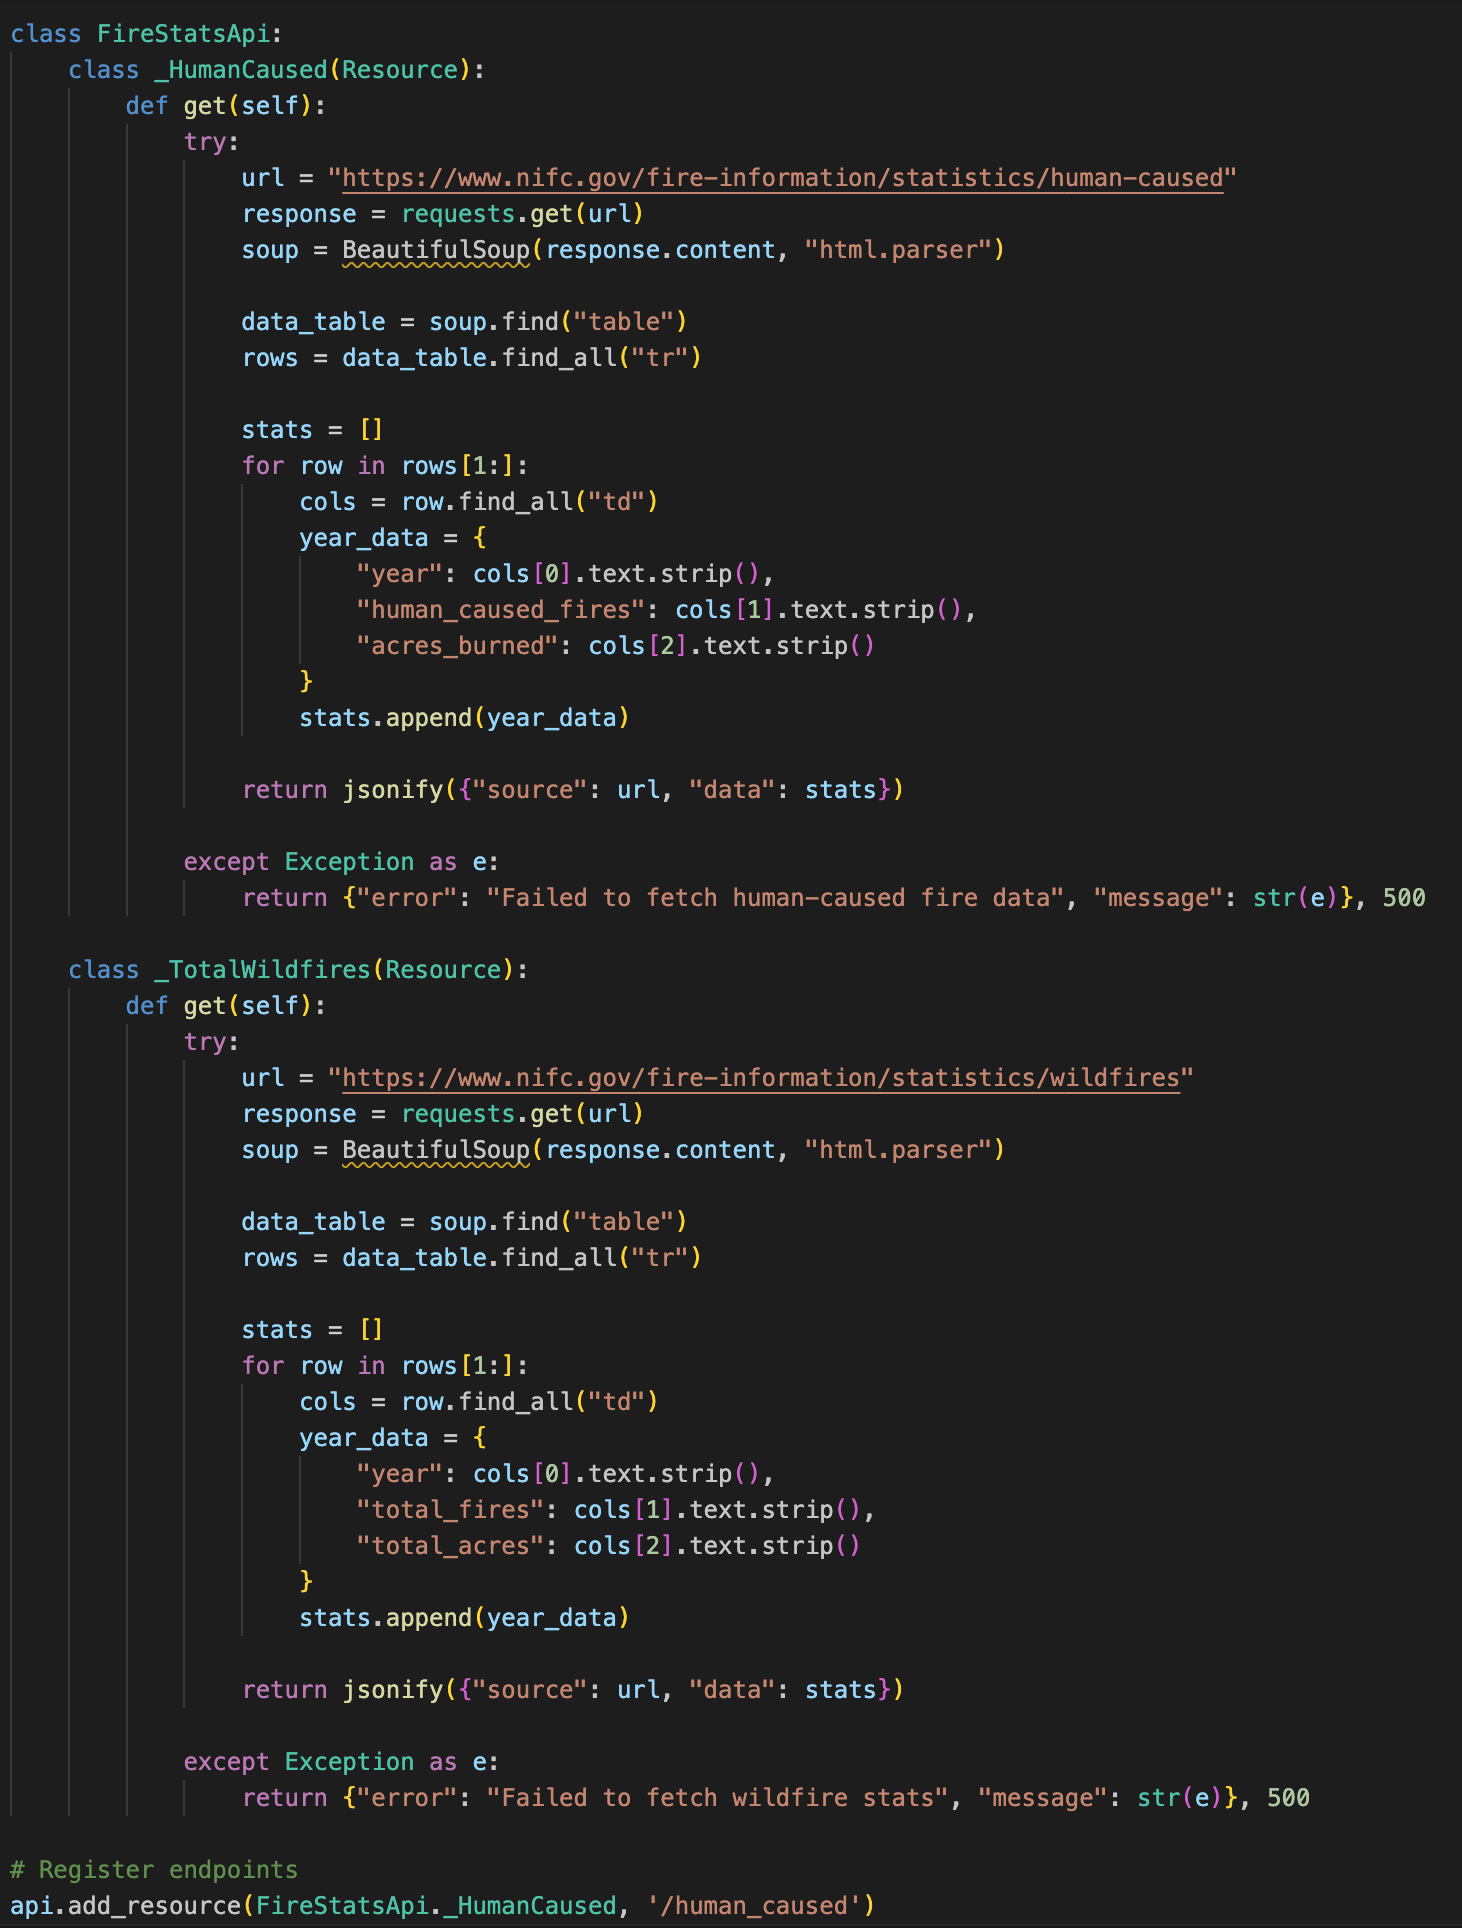 class FireStatsApi:
    class _HumanCaused(Resource):
        def get(self):
            try:
                url = "https://www.nifc.gov/fire-information/statistics/human-caused"
                response = requests.get(url)
                soup = BeautifulSoup(response.content, "html.parser")

                data_table = soup.find("table")
                rows = data_table.find_all("tr")

                stats = []
                for row in rows[1:]:
                    cols = row.find_all("td")
                    year_data = {
                        "year": cols[0].text.strip(),
                        "human_caused_fires": cols[1].text.strip(),
                        "acres_burned": cols[2].text.strip()
                    }
                    stats.append(year_data)

                return jsonify({"source": url, "data": stats})

            except Exception as e:
                return {"error": "Failed to fetch human-caused fire data", "message": str(e)}, 500

    class _TotalWildfires(Resource):
        def get(self):
            try:
                url = "https://www.nifc.gov/fire-information/statistics/wildfires"
                response = requests.get(url)
                soup = BeautifulSoup(response.content, "html.parser")

                data_table = soup.find("table")
                rows = data_table.find_all("tr")

                stats = []
                for row in rows[1:]:
                    cols = row.find_all("td")
                    year_data = {
                        "year": cols[0].text.strip(),
                        "total_fires": cols[1].text.strip(),
                        "total_acres": cols[2].text.strip()
                    }
                    stats.append(year_data)

                return jsonify({"source": url, "data": stats})

            except Exception as e:
                return {"error": "Failed to fetch wildfire stats", "message": str(e)}, 500

# Register endpoints
api.add_resource(FireStatsApi._HumanCaused, '/human_caused')